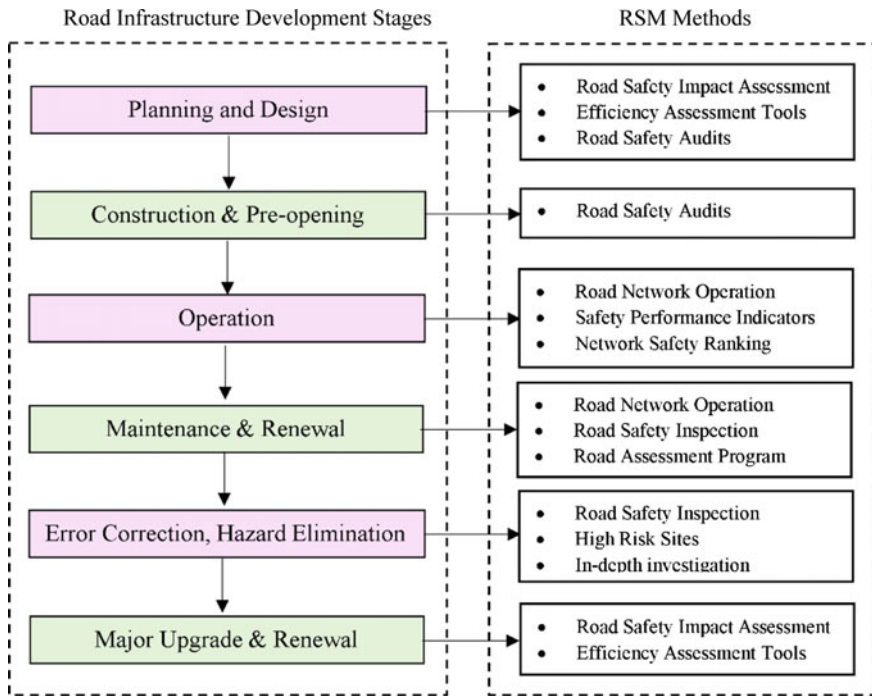 Road Infrastructure Development Stages
RSM Methods
Planning and Design
• Road Safety Impact Assessment
• Efficiency Assessment Tools
• Road Safety Audits
Construction & Pre-opening
• Road Safety Audits
Operation
• Road Network Operation
• Safety Performance Indicators
• Network Safety Ranking
Maintenance & Renewal
• Road Network Operation
• Road Safety Inspection
• Road Assessment Program
Error Correction, Hazard Elimination
• Road Safety Inspection
• High Risk Sites
• In-depth investigation
Major Upgrade & Renewal
• Road Safety Impact Assessment
• Efficiency Assessment Tools